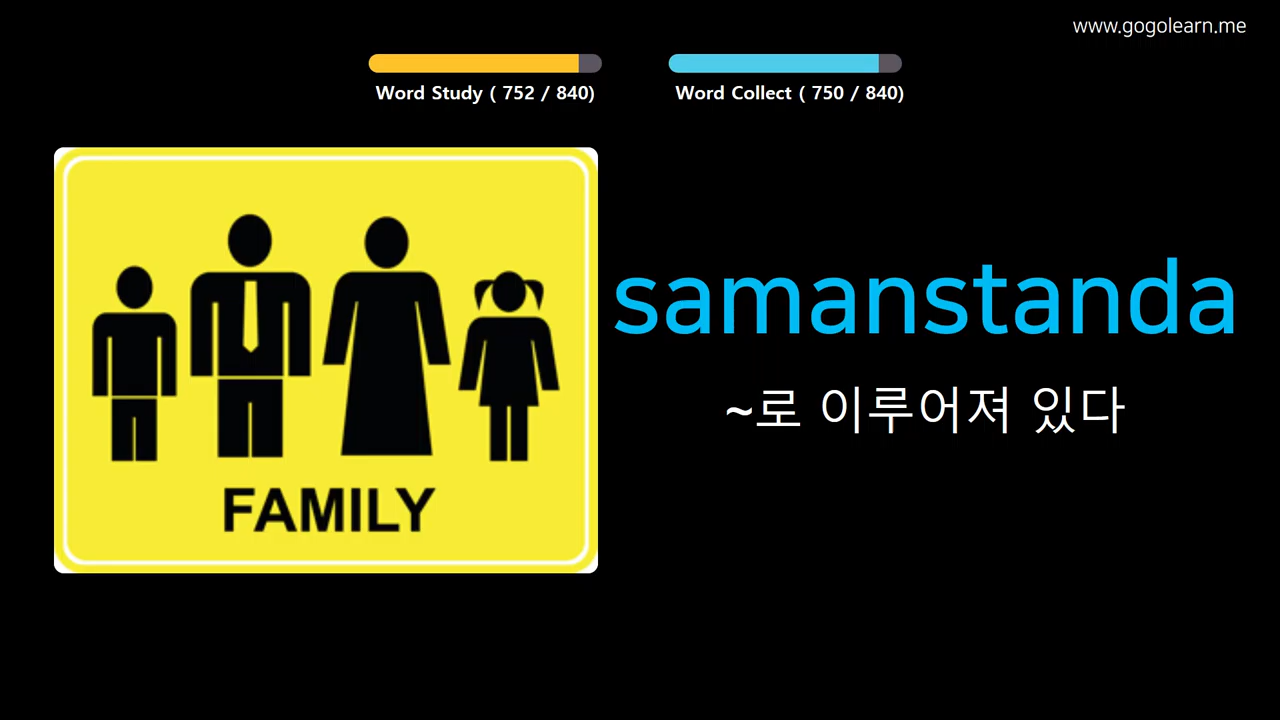 www.gogolearn.me
Word Study ( 752 / 840)
Word Collect ( 750 / 840)
samanstanda
~로 이루어져 있다
FAMILY